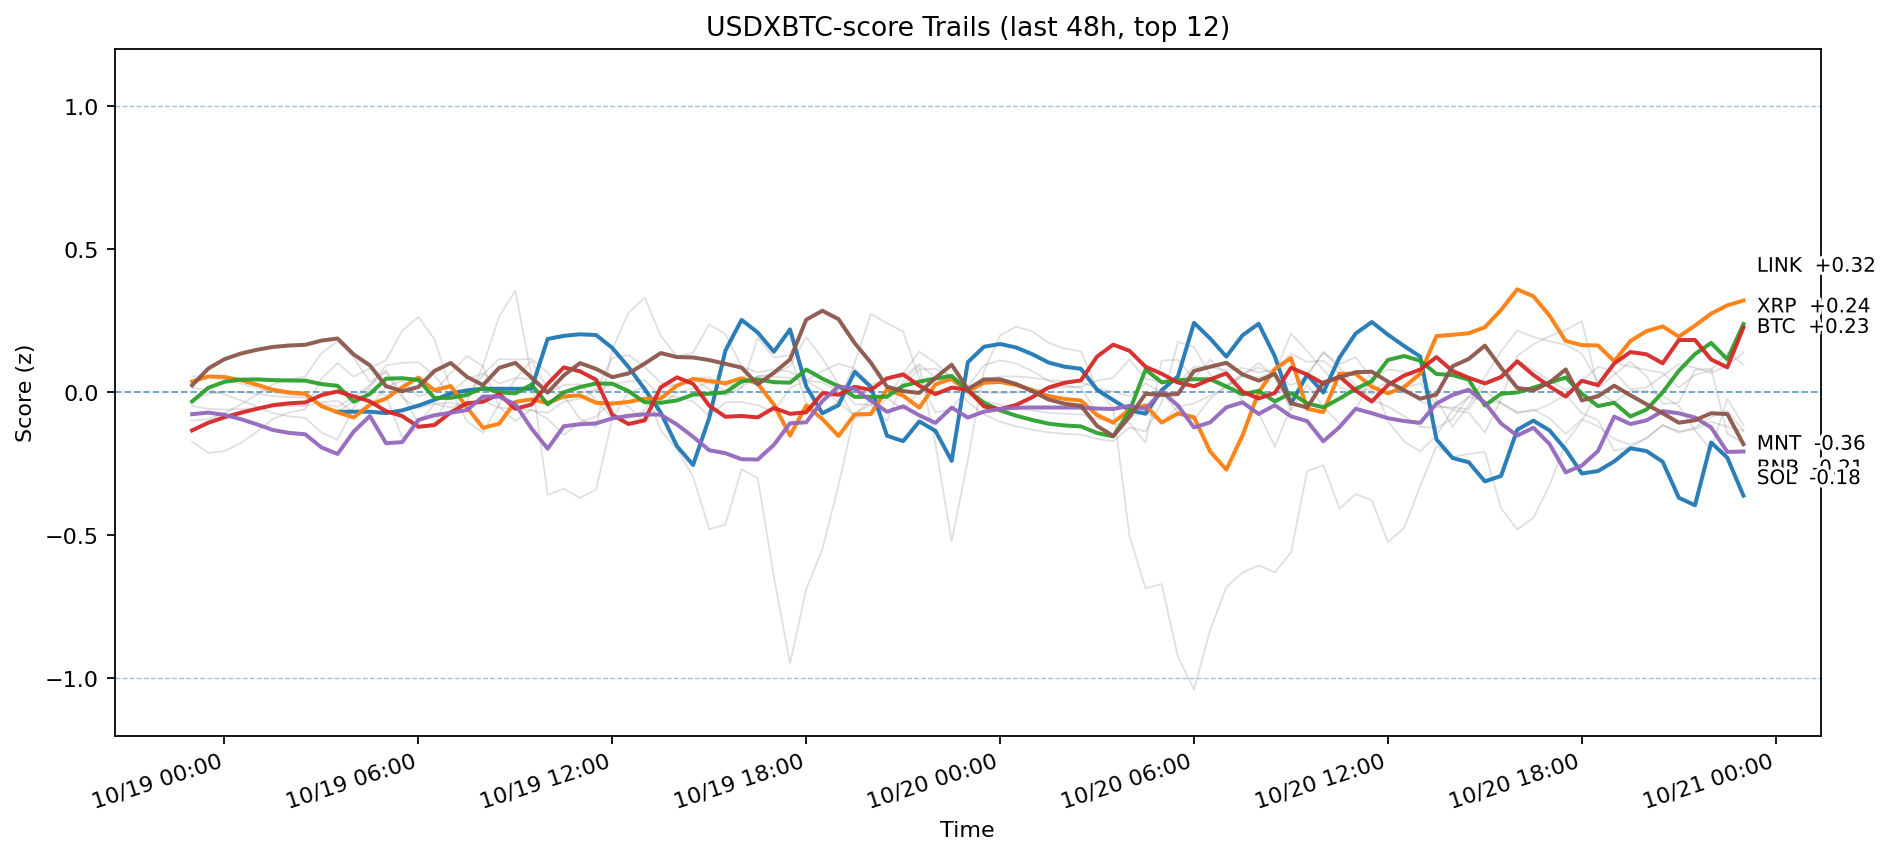 USDXBTC-score Trails (last 48h, top 12)
Score (z)
1.0
0.5
0.0
−0.5
−1.0
LINK +0.32
XRP +0.24
BTC +0.23
MNT -0.36
BNB -0.21
SOL -0.18
10/19 00:00
10/19 06:00
10/19 12:00
10/19 18:00
10/20 00:00
10/20 06:00
10/20 12:00
10/20 18:00
10/21 00:00
Time